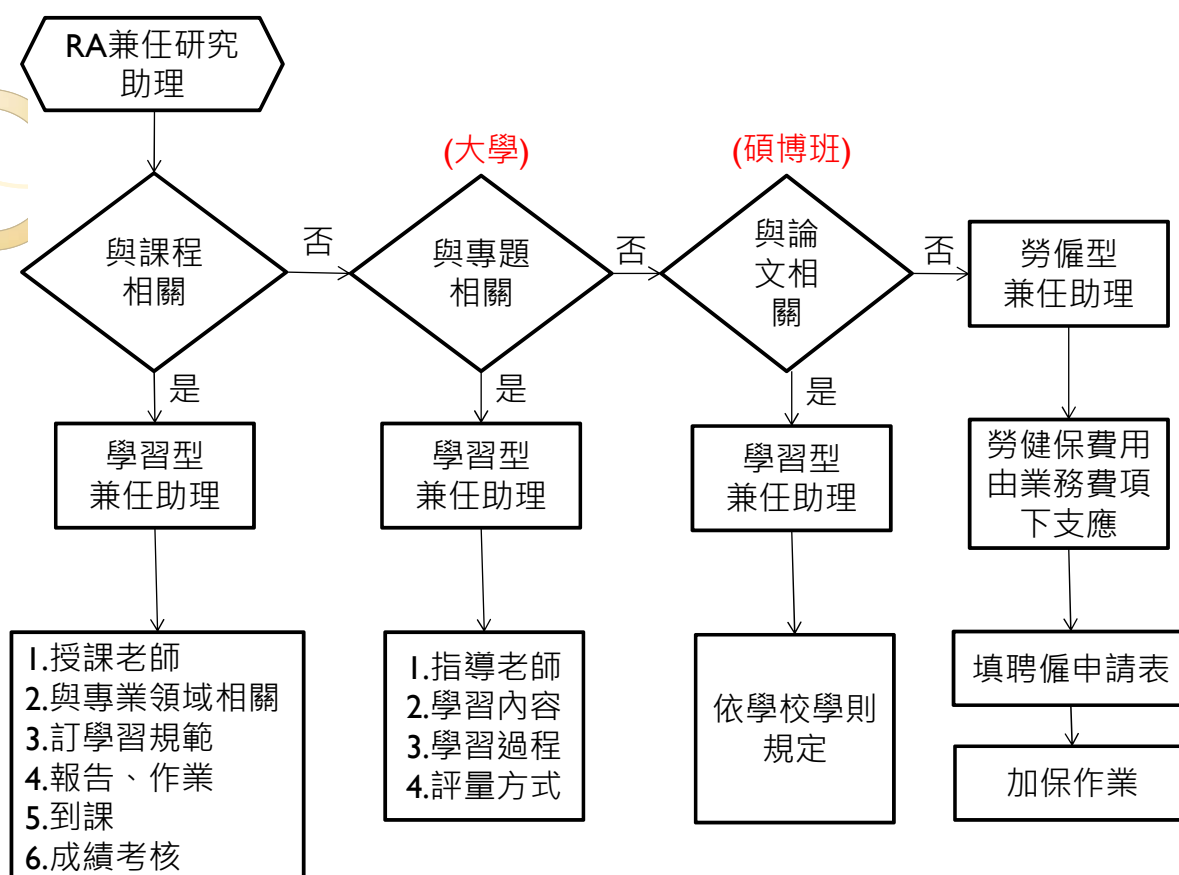 RA兼任研究
助理
(大學)
(碩博班)
與課程
相關
否
與專題
相關
否
與論
文相
關
否
勞僱型
兼任助理
是
是
是
學習型
兼任助理
學習型
兼任助理
學習型
兼任助理
勞健保費用
由業務費項
下支應
1.授課老師
2.與專業領域相關
3.訂學習規範
4.報告、作業
5.到課
6.成績考核
1.指導老師
2.學習內容
3.學習過程
4.評量方式
依學校學則
規定
填聘僱申請表
加保作業